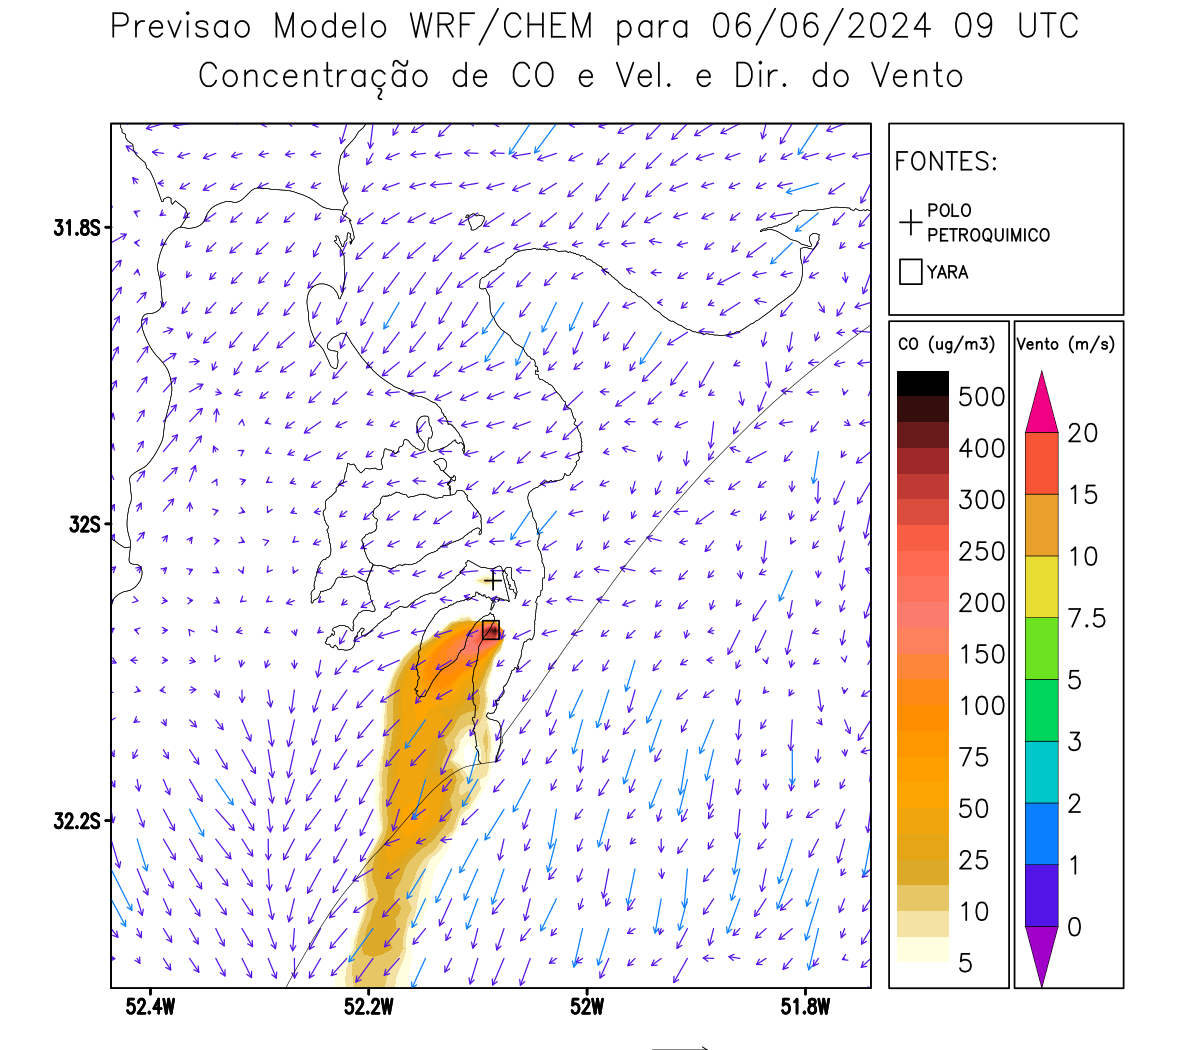 Previsao Modelo WRF/CHEM para 06/06/2024 09 UTC
Concentração de CO e Vel. e Dir. do Vento
FONTES:
POLO
PETROQUIMICO
YARA
CO (ug/m3)
500
400
300
250
200
150
100
75
50
25
10
5
Vento (m/s)
20
15
10
7.5
5
3
2
1
0
31.8S
32S
32.2S
52.4W
52.2W
52W
51.8W